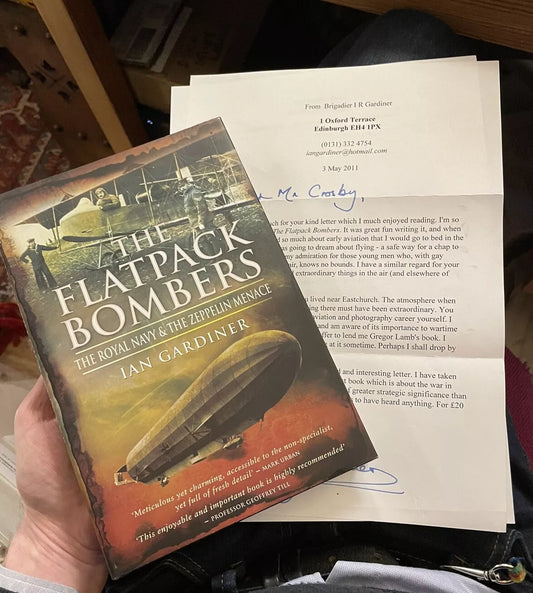 THE
FLATPACK
BOMBERS
THE ROYAL NAVY & THE ZEPPELIN MENACE
IAN GARDINER
'Meticulous yet charming, accessible to the non-specialist,
yet full of fresh detail' – MARK URBAN
'This enjoyable and important book is highly recommended'
– PROFESSOR GEOFFREY TILL
From Brigadier I R Gardiner
1 Oxford Terrace
Edinburgh EH4 1PX
(0131) 332 4754
iangardiner@hotmail.com
3 May 2011
Mr Crosby,
for your kind letter which I much enjoyed reading. I'm so
The Flatpack Bombers. It was great fun writing it, and when
so much about early aviation that I would go to bed in the
was going to dream about flying - a safe way for a chap to
my admiration for those young men who, with gay
air, knows no bounds. I have a similar regard for your
extraordinary things in the air (and elsewhere of
lived near Eastchurch. The atmosphere when
there must have been extraordinary. You
aviation and photography career yourself. I
and am aware of its importance to wartime
offer to lend me Gregor Lamb's book. I
at it sometime. Perhaps I shall drop by
and interesting letter. I have taken
book which is about the war in
greater strategic significance than
to have heard anything. For £20